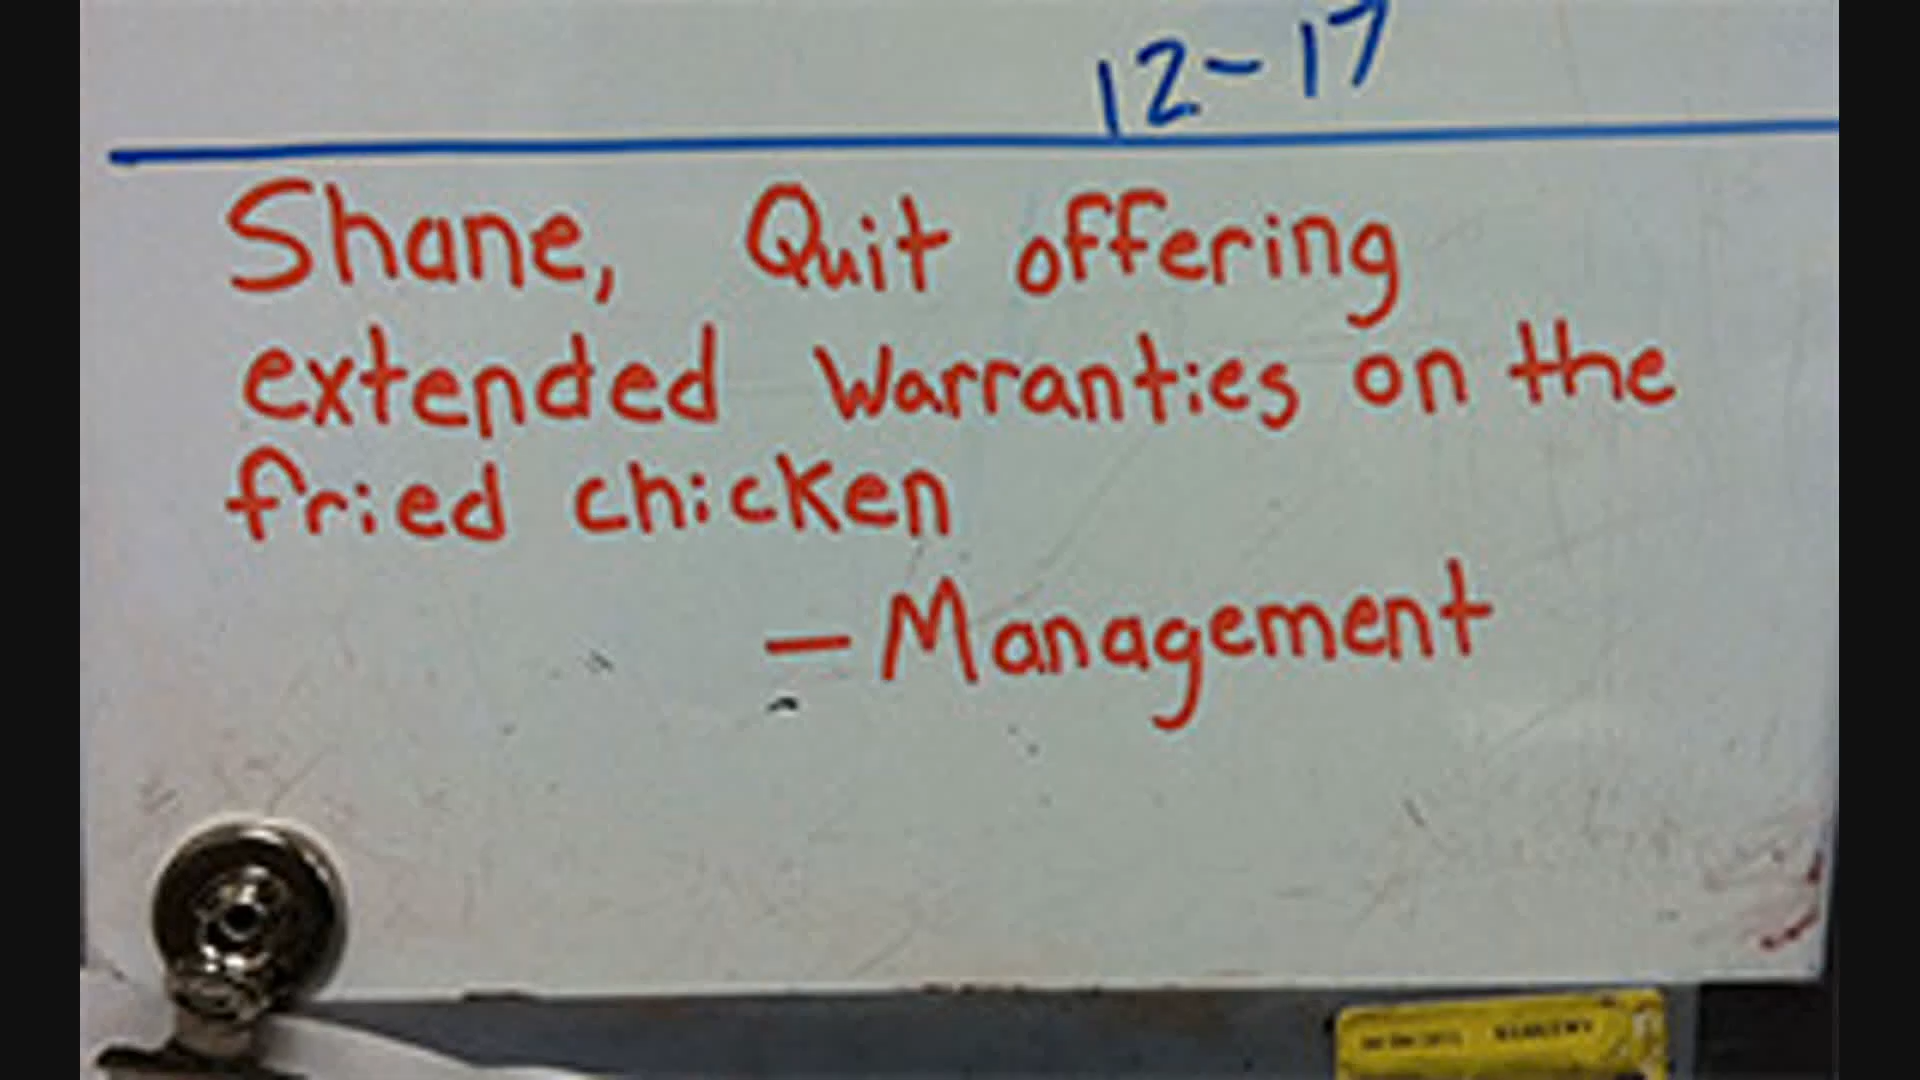 12-17
Shane, Quit offering
extended Warranties on the
fried chicken
- Management